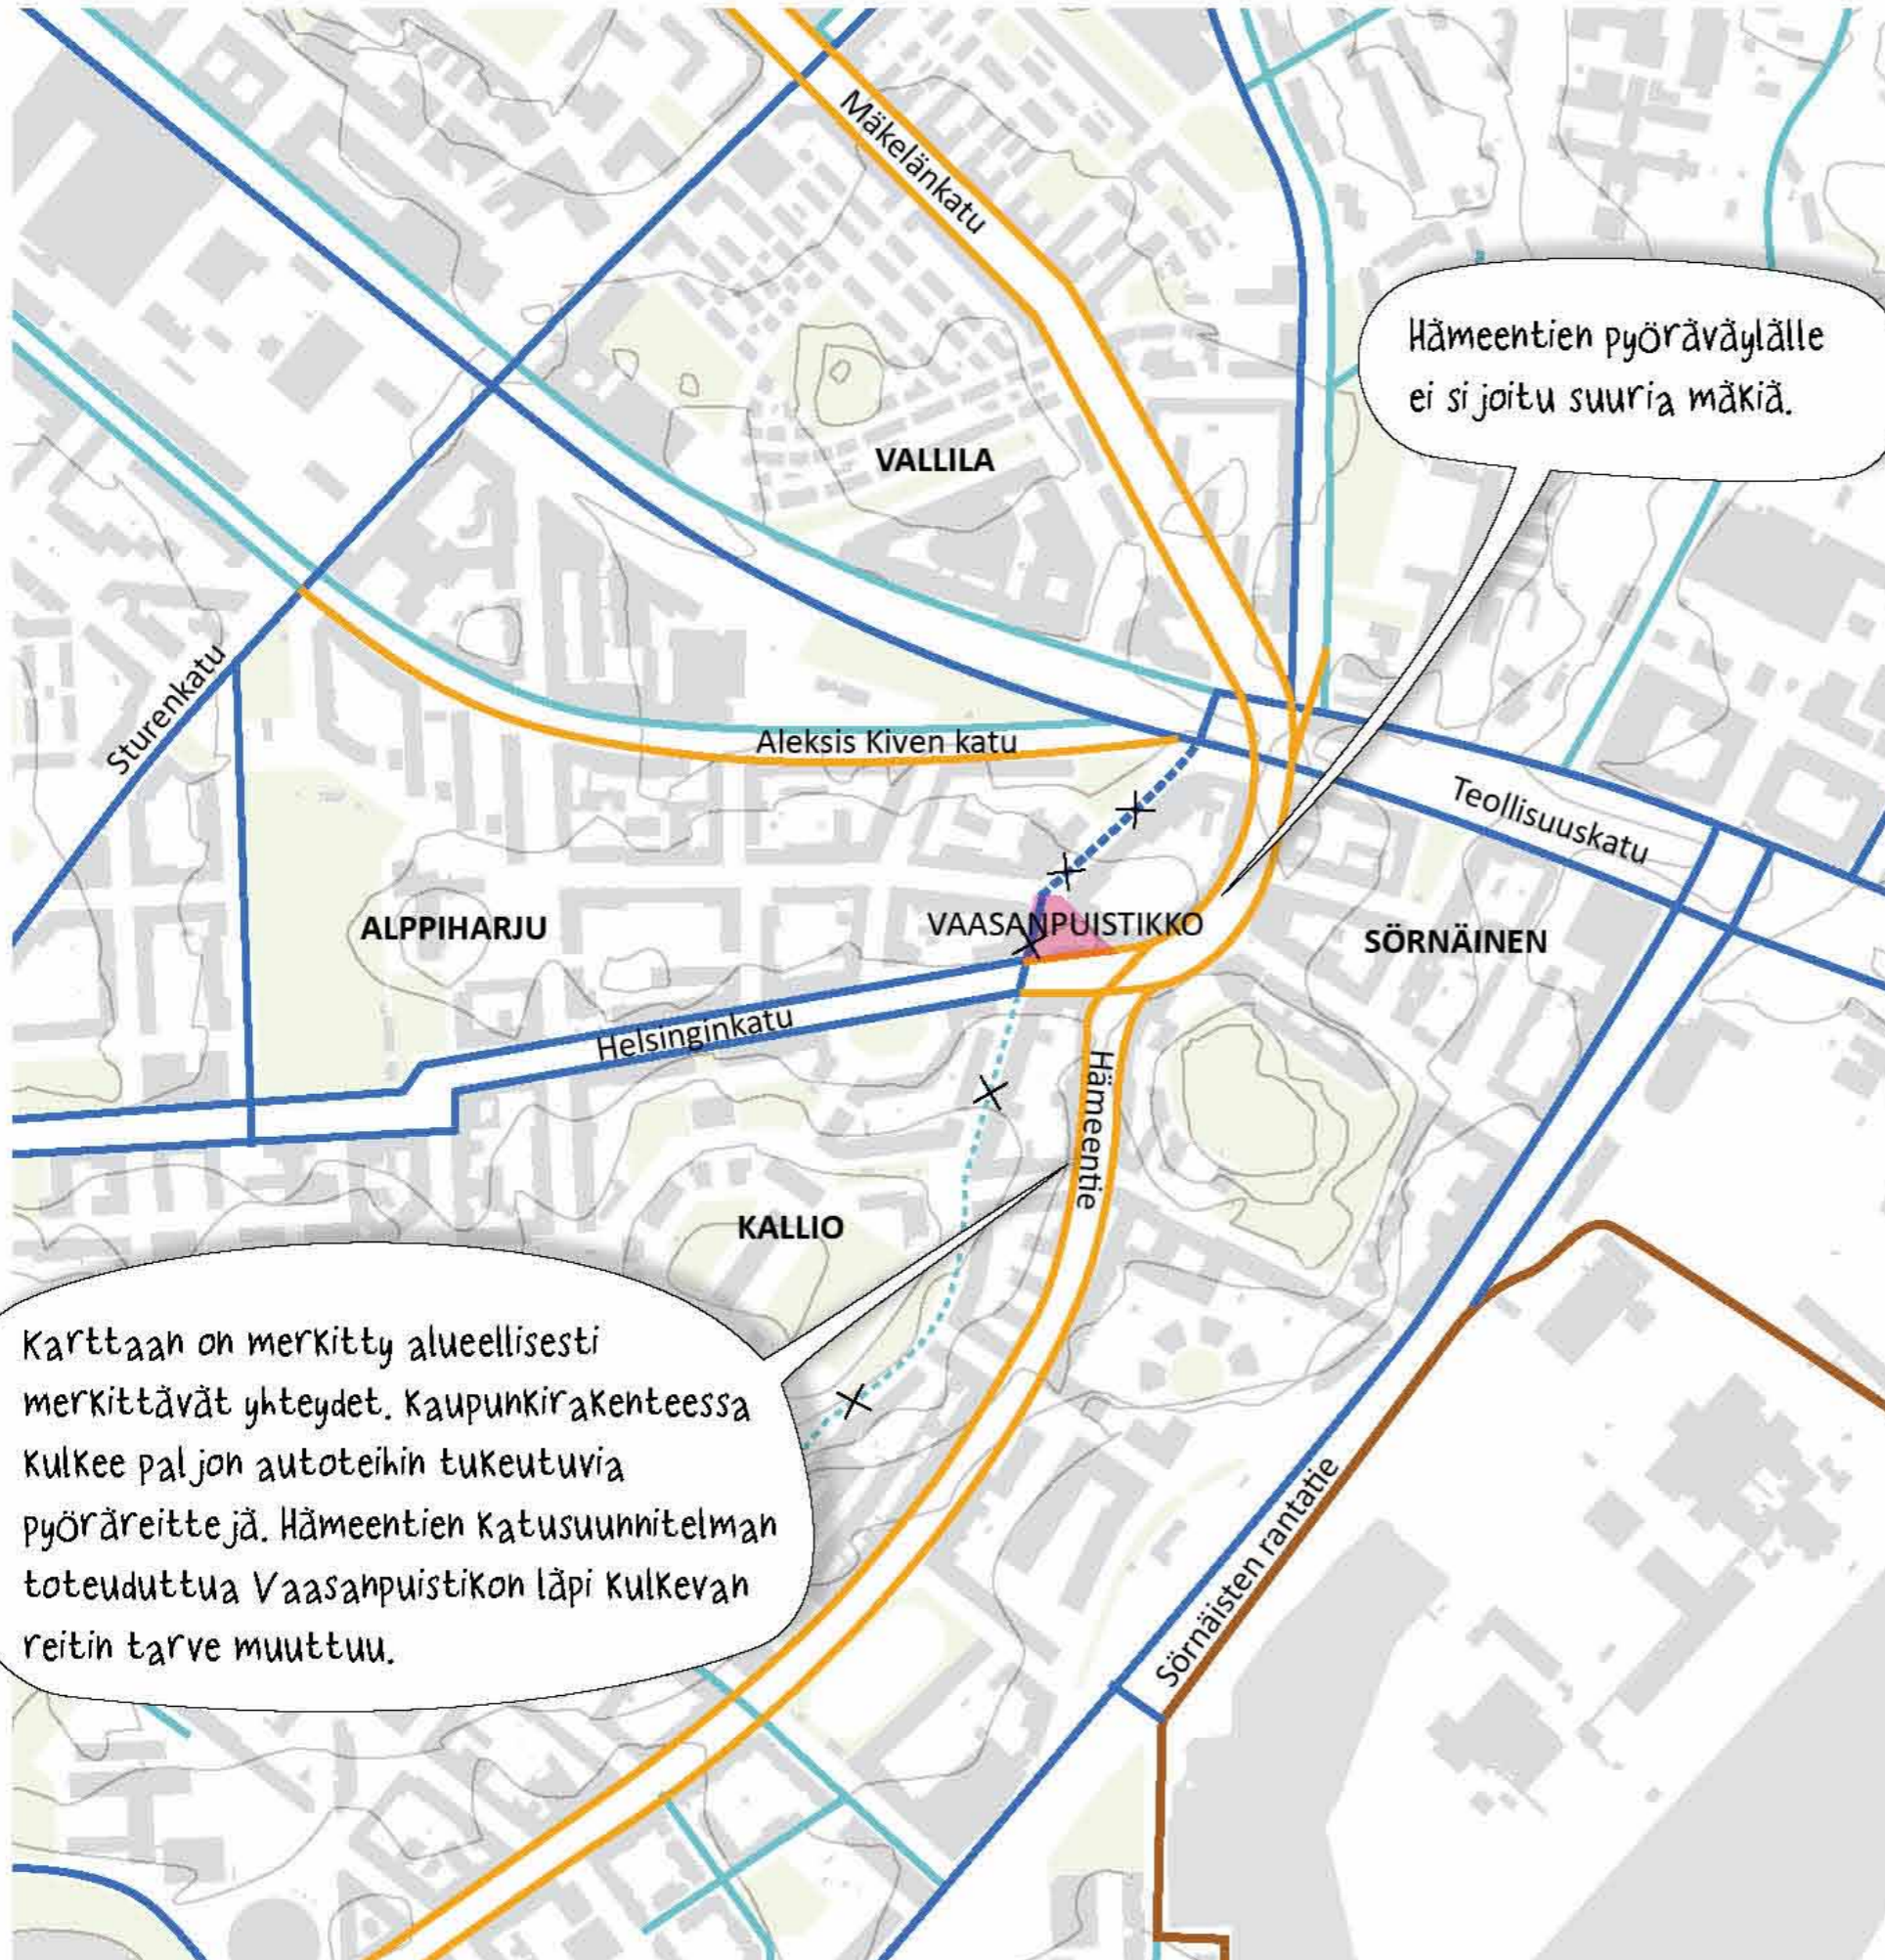 Mäkelänkatu
Hämeentien pyöräväylälle
ei sijoitu suuria mäkiä.
VALLILA
Sturenkatu
Aleksis Kiven katu
Teollisuuskatu
ALPPIHARJU
VAASANPUISTIKKO
SÖRNÄINEN
Helsinginkatu
Hämeentie
KALLIO
Karttaan on merkitty alueellisesti
merkittävät yhteydet. Kaupunkirakenteessa
kulkee paljon autoteihin tukeutuvia
pyöräreittejä. Hämeentien katusuunnitelman
toteuduttua Vaasanpuistikon läpi kulkevan
reitin tarve muuttuu.
Sörnäisten rantatie